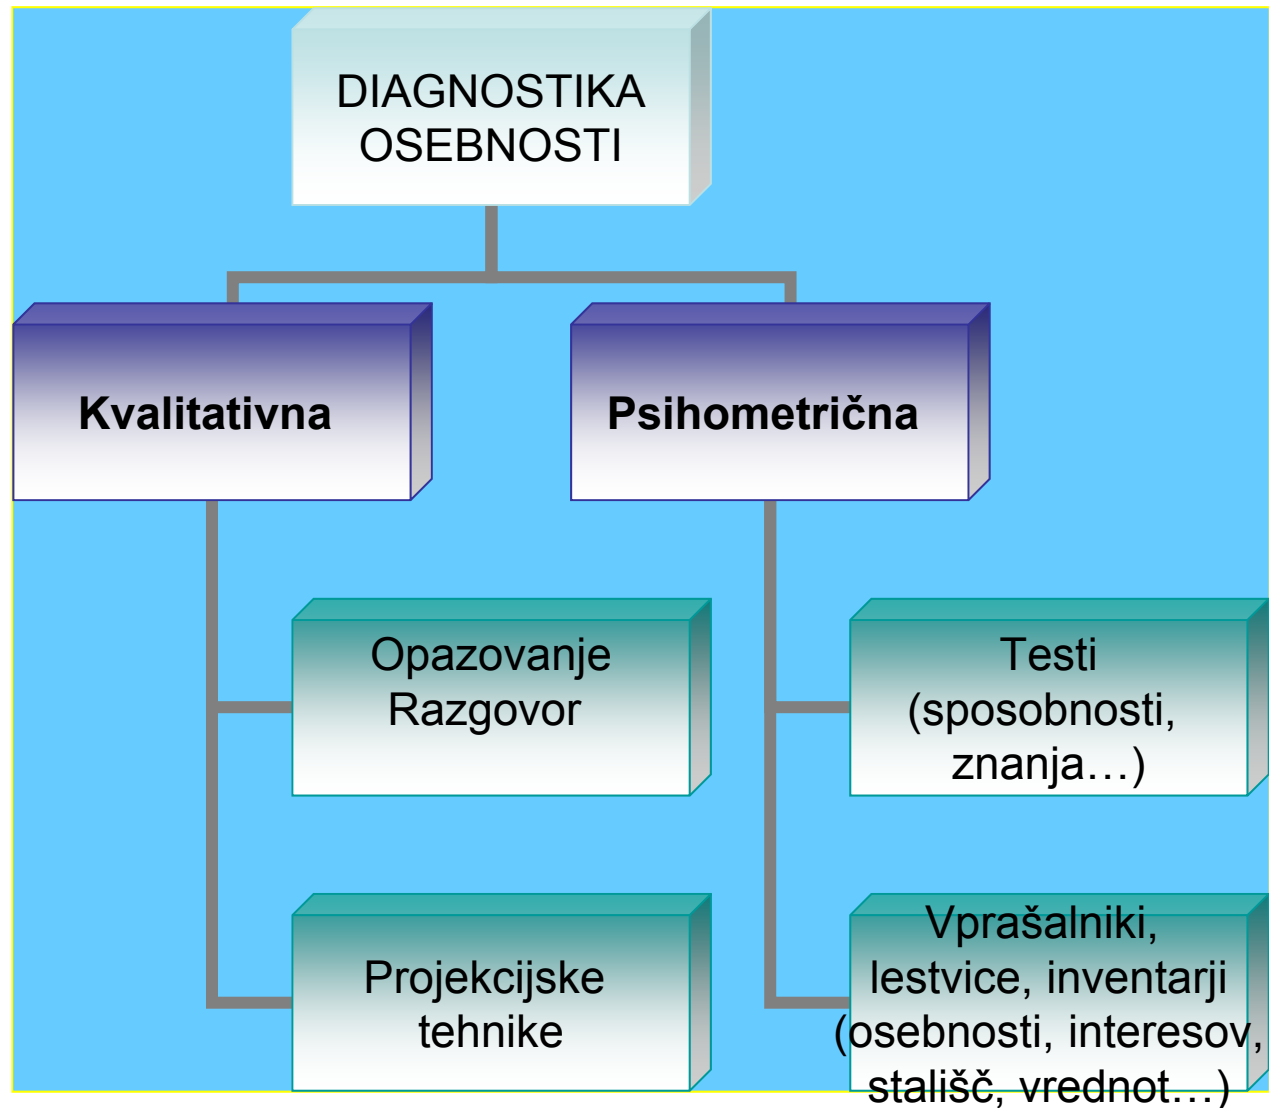 DIAGNOSTIKA
OSEBNOSTI
Kvalitativna
Psihometrična
Opazovanje
Razgovor
Testi
(sposobnosti,
znanja…)
Projekcijske
tehnike
Vprašalniki,
lestvice, inventarji
(osebnosti, interesov,
stališč, vrednot…)